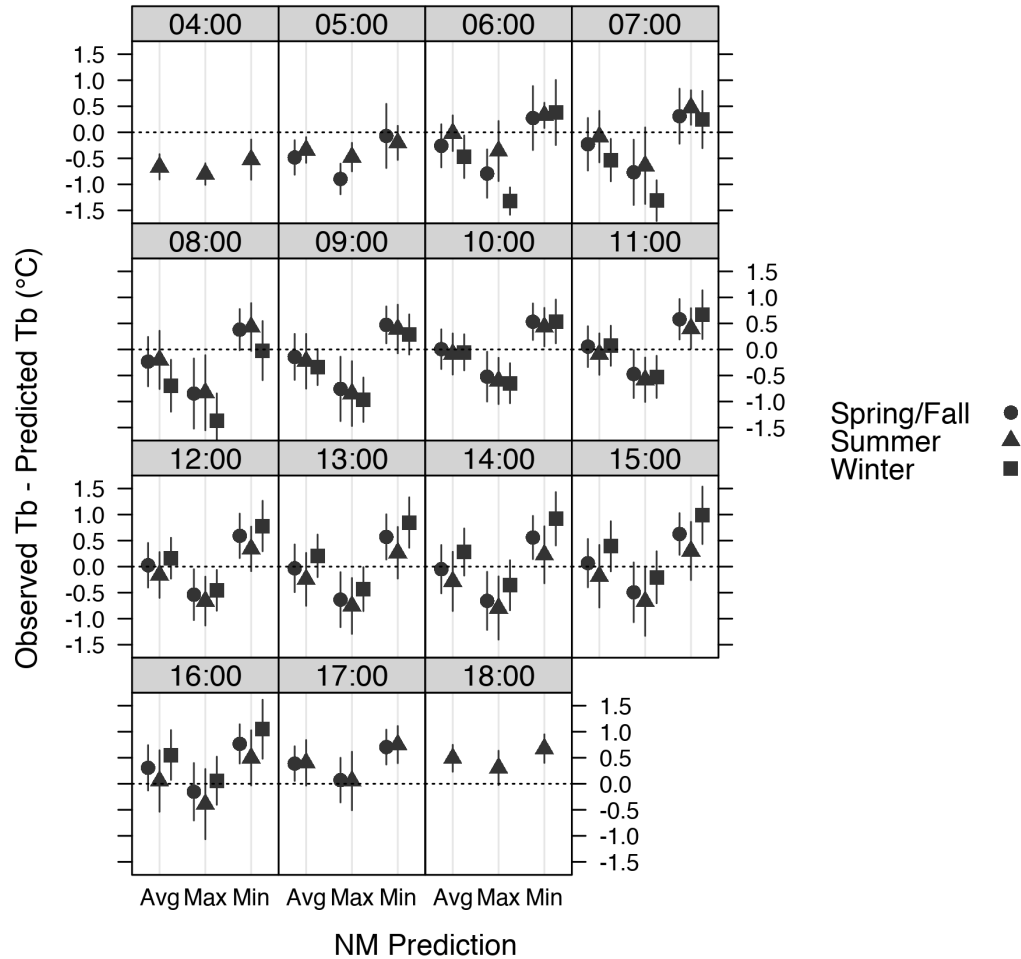 04:00 05:00 06:00 07:00
1.5
1.0
0.5
0.0
-0.5
-1.0
-1.5
08:00 09:00 10:00 11:00
1.5
1.0
0.5
0.0
-0.5
-1.0
-1.5
12:00 13:00 14:00 15:00
1.5
1.0
0.5
0.0
-0.5
-1.0
-1.5
16:00 17:00 18:00
1.5
1.0
0.5
0.0
-0.5
-1.0
-1.5
Avg Max Min Avg Max Min Avg Max Min
NM Prediction
Observed Tb - Predicted Tb (°C)
Spring/Fall
Summer
Winter